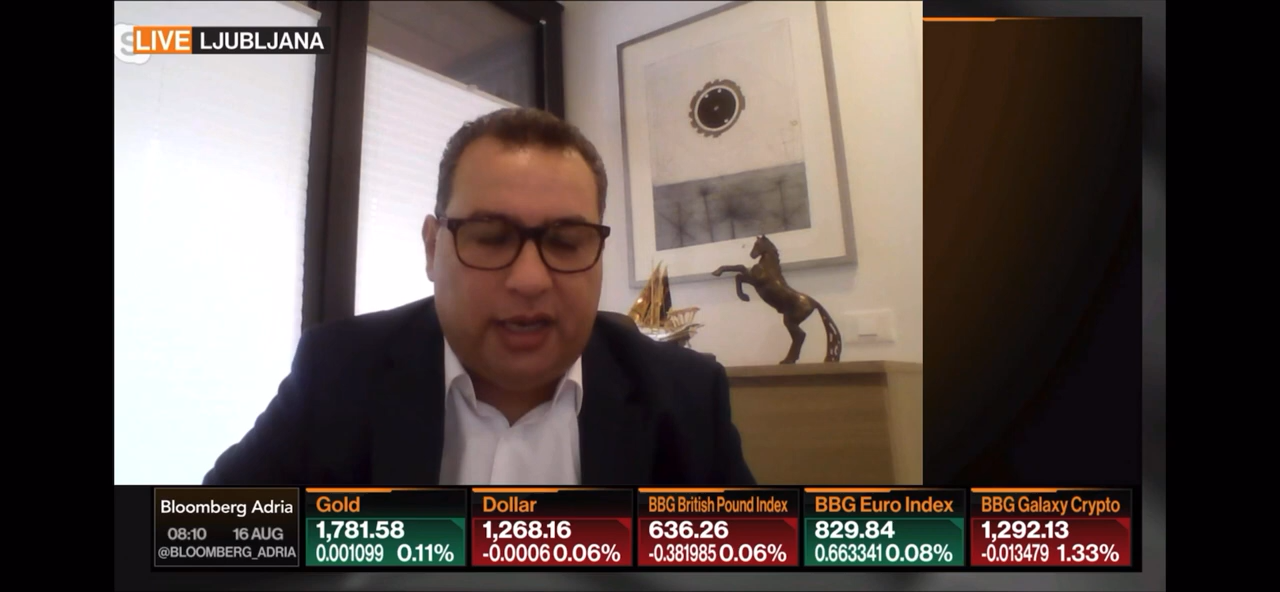 LIVE LJUBLJANA
Bloomberg Adria
08:10 16 AUG
@BLOOMBERG_ADRIA
Gold
1,781.58
0.001099 0.11%
Dollar
1,268.16
-0.0006 0.06%
BBG British Pound Index
636.26
-0.381985 0.06%
BBG Euro Index
829.84
0.663341 0.08%
BBG Galaxy Crypto
1,292.13
-0.013479 1.33%